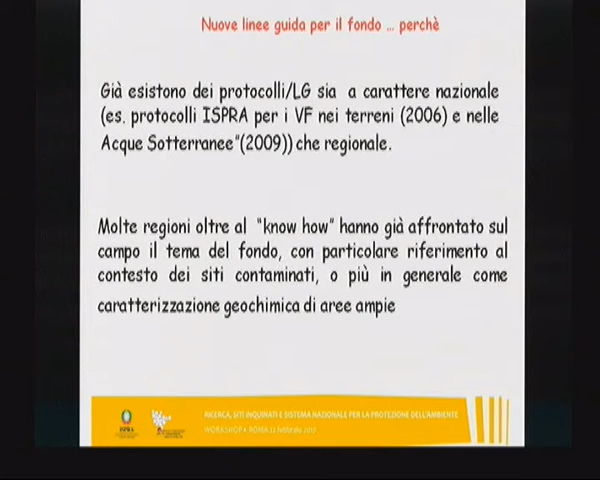 Nuove linee guida per il fondo ... perchè
Già esistono dei protocolli/LG sia a carattere nazionale
(es. protocolli ISPRA per i VF nei terreni (2006) e nelle
Acque Sotterranee"(2009)) che regionale.
Molte regioni oltre al "know how" hanno già affrontato sul
campo il tema del fondo, con particolare riferimento al
contesto dei siti contaminati, o più in generale come
caratterizzazione geochimica di aree ampie
RICERCA, SITI INQUINATI E SISTEMA NAZIONALE PER LA PROTEZIONE DELL'AMBIENTE
ISPRA
WORKSHOP • ROMA